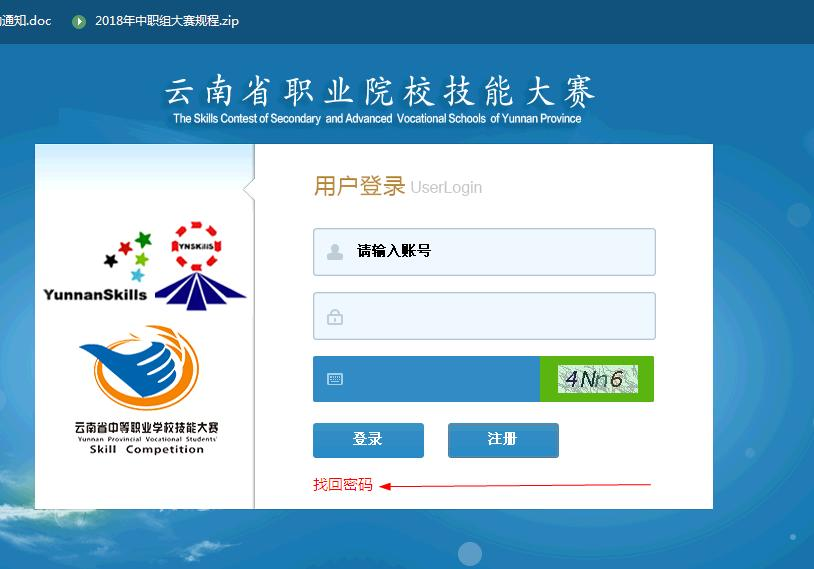 通知.doc 2018年中职组大赛规程.zip
云南省职业院校技能大赛
The Skills Contest of Secondary and Advanced Vocational Schools of Yunnan Province
用户登录 UserLogin
请输入账号
YNSKillS
YunnanSkills
4Nn6
云南省中等职业学校技能大赛
Yunnan Provincial Vocational Students'
Skill Competition
登录 注册
找回密码